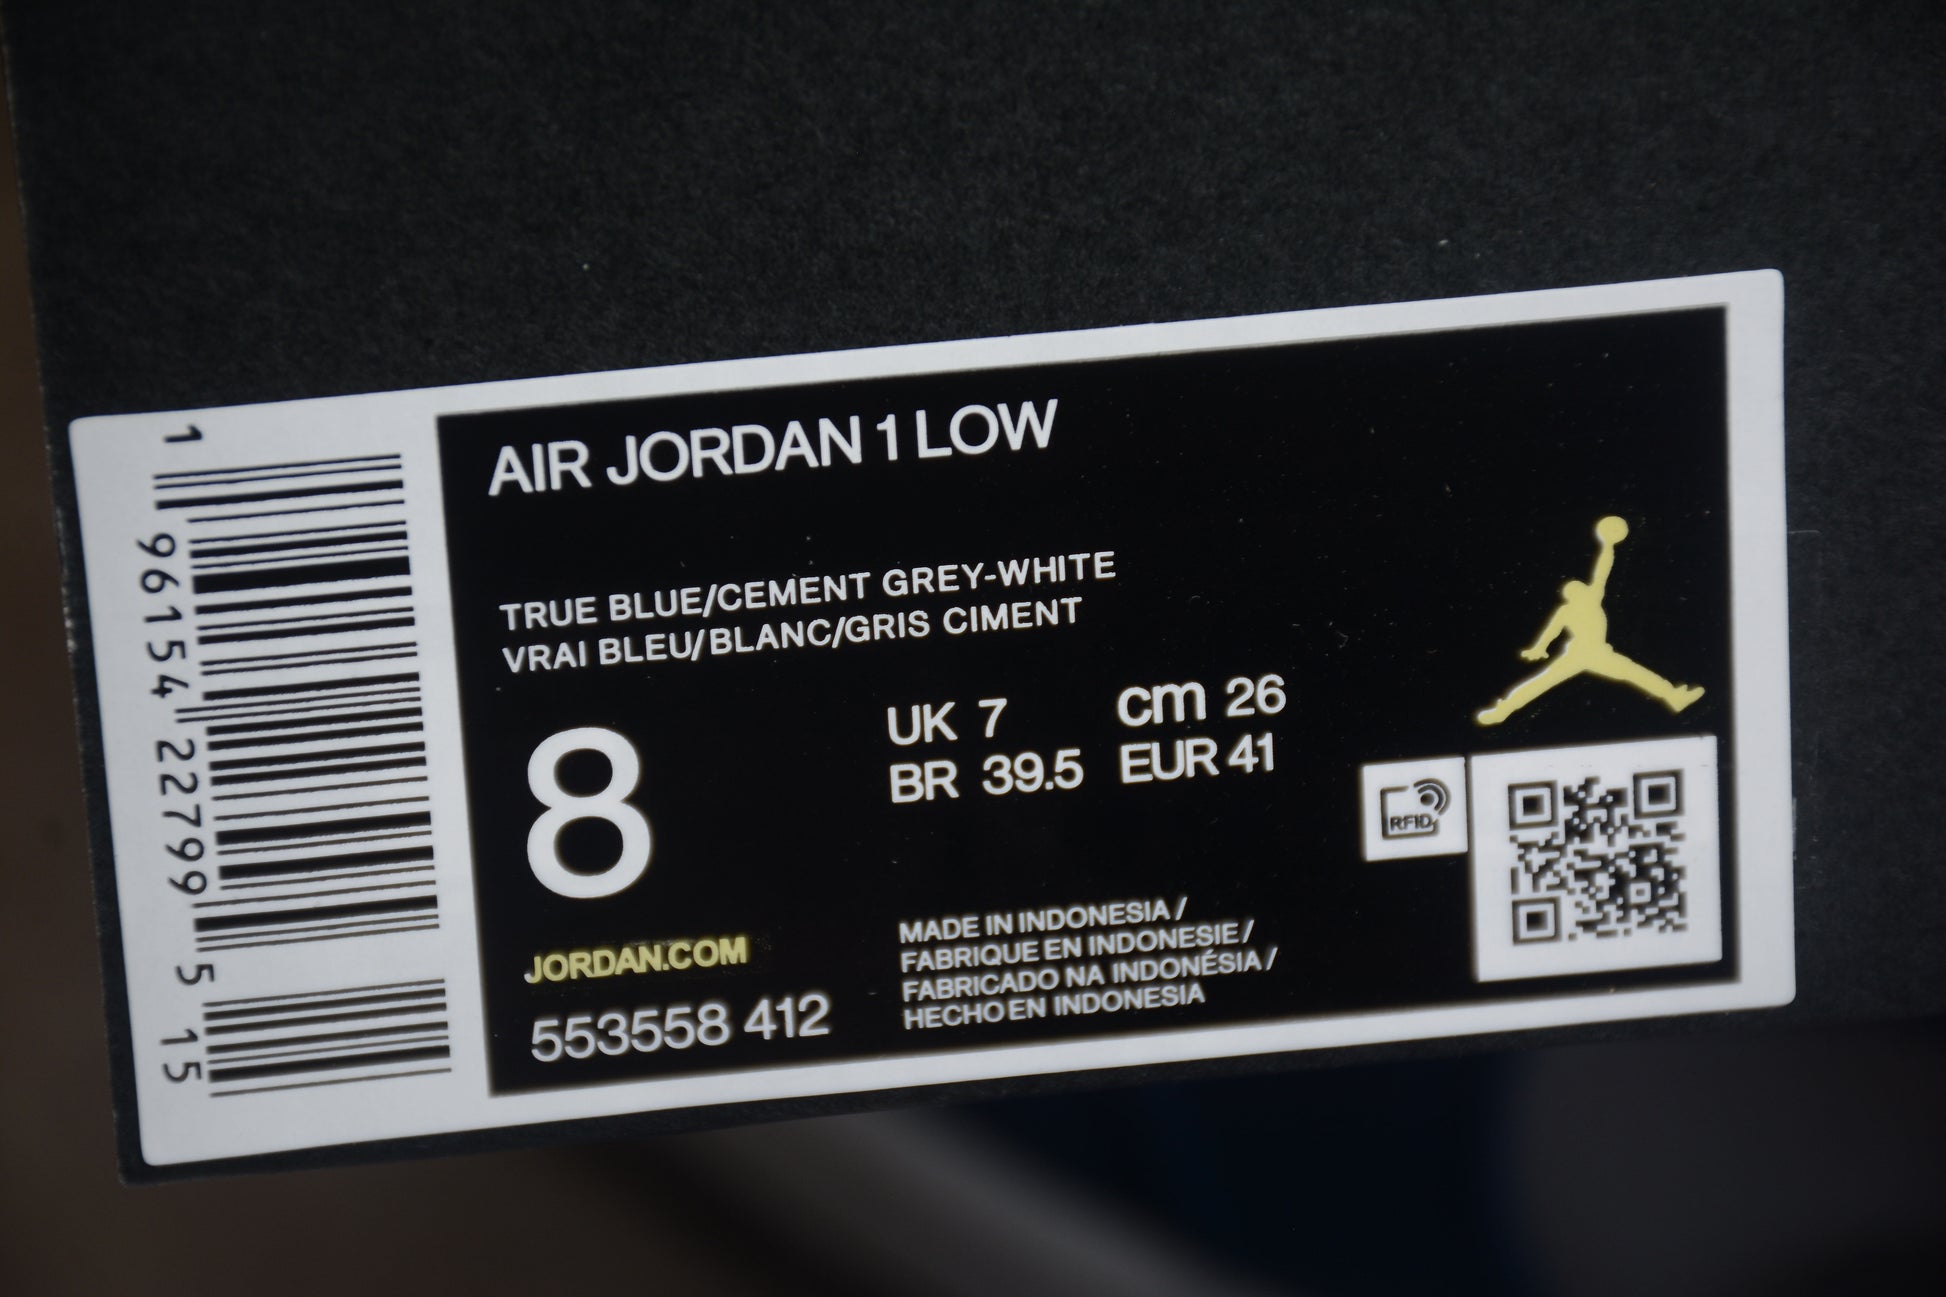 1 96154 22799 5 15
AIR JORDAN 1 LOW
TRUE BLUE/CEMENT GREY-WHITE
VRAI BLEU/BLANC/GRIS CIMENT
8
UK 7 cm 26
BR 39.5 EUR 41
RFID
JORDAN.COM
553558 412
MADE IN INDONESIA /
FABRIQUE EN INDONESIE /
FABRICADO NA INDONÉSIA /
HECHO EN INDONESIA